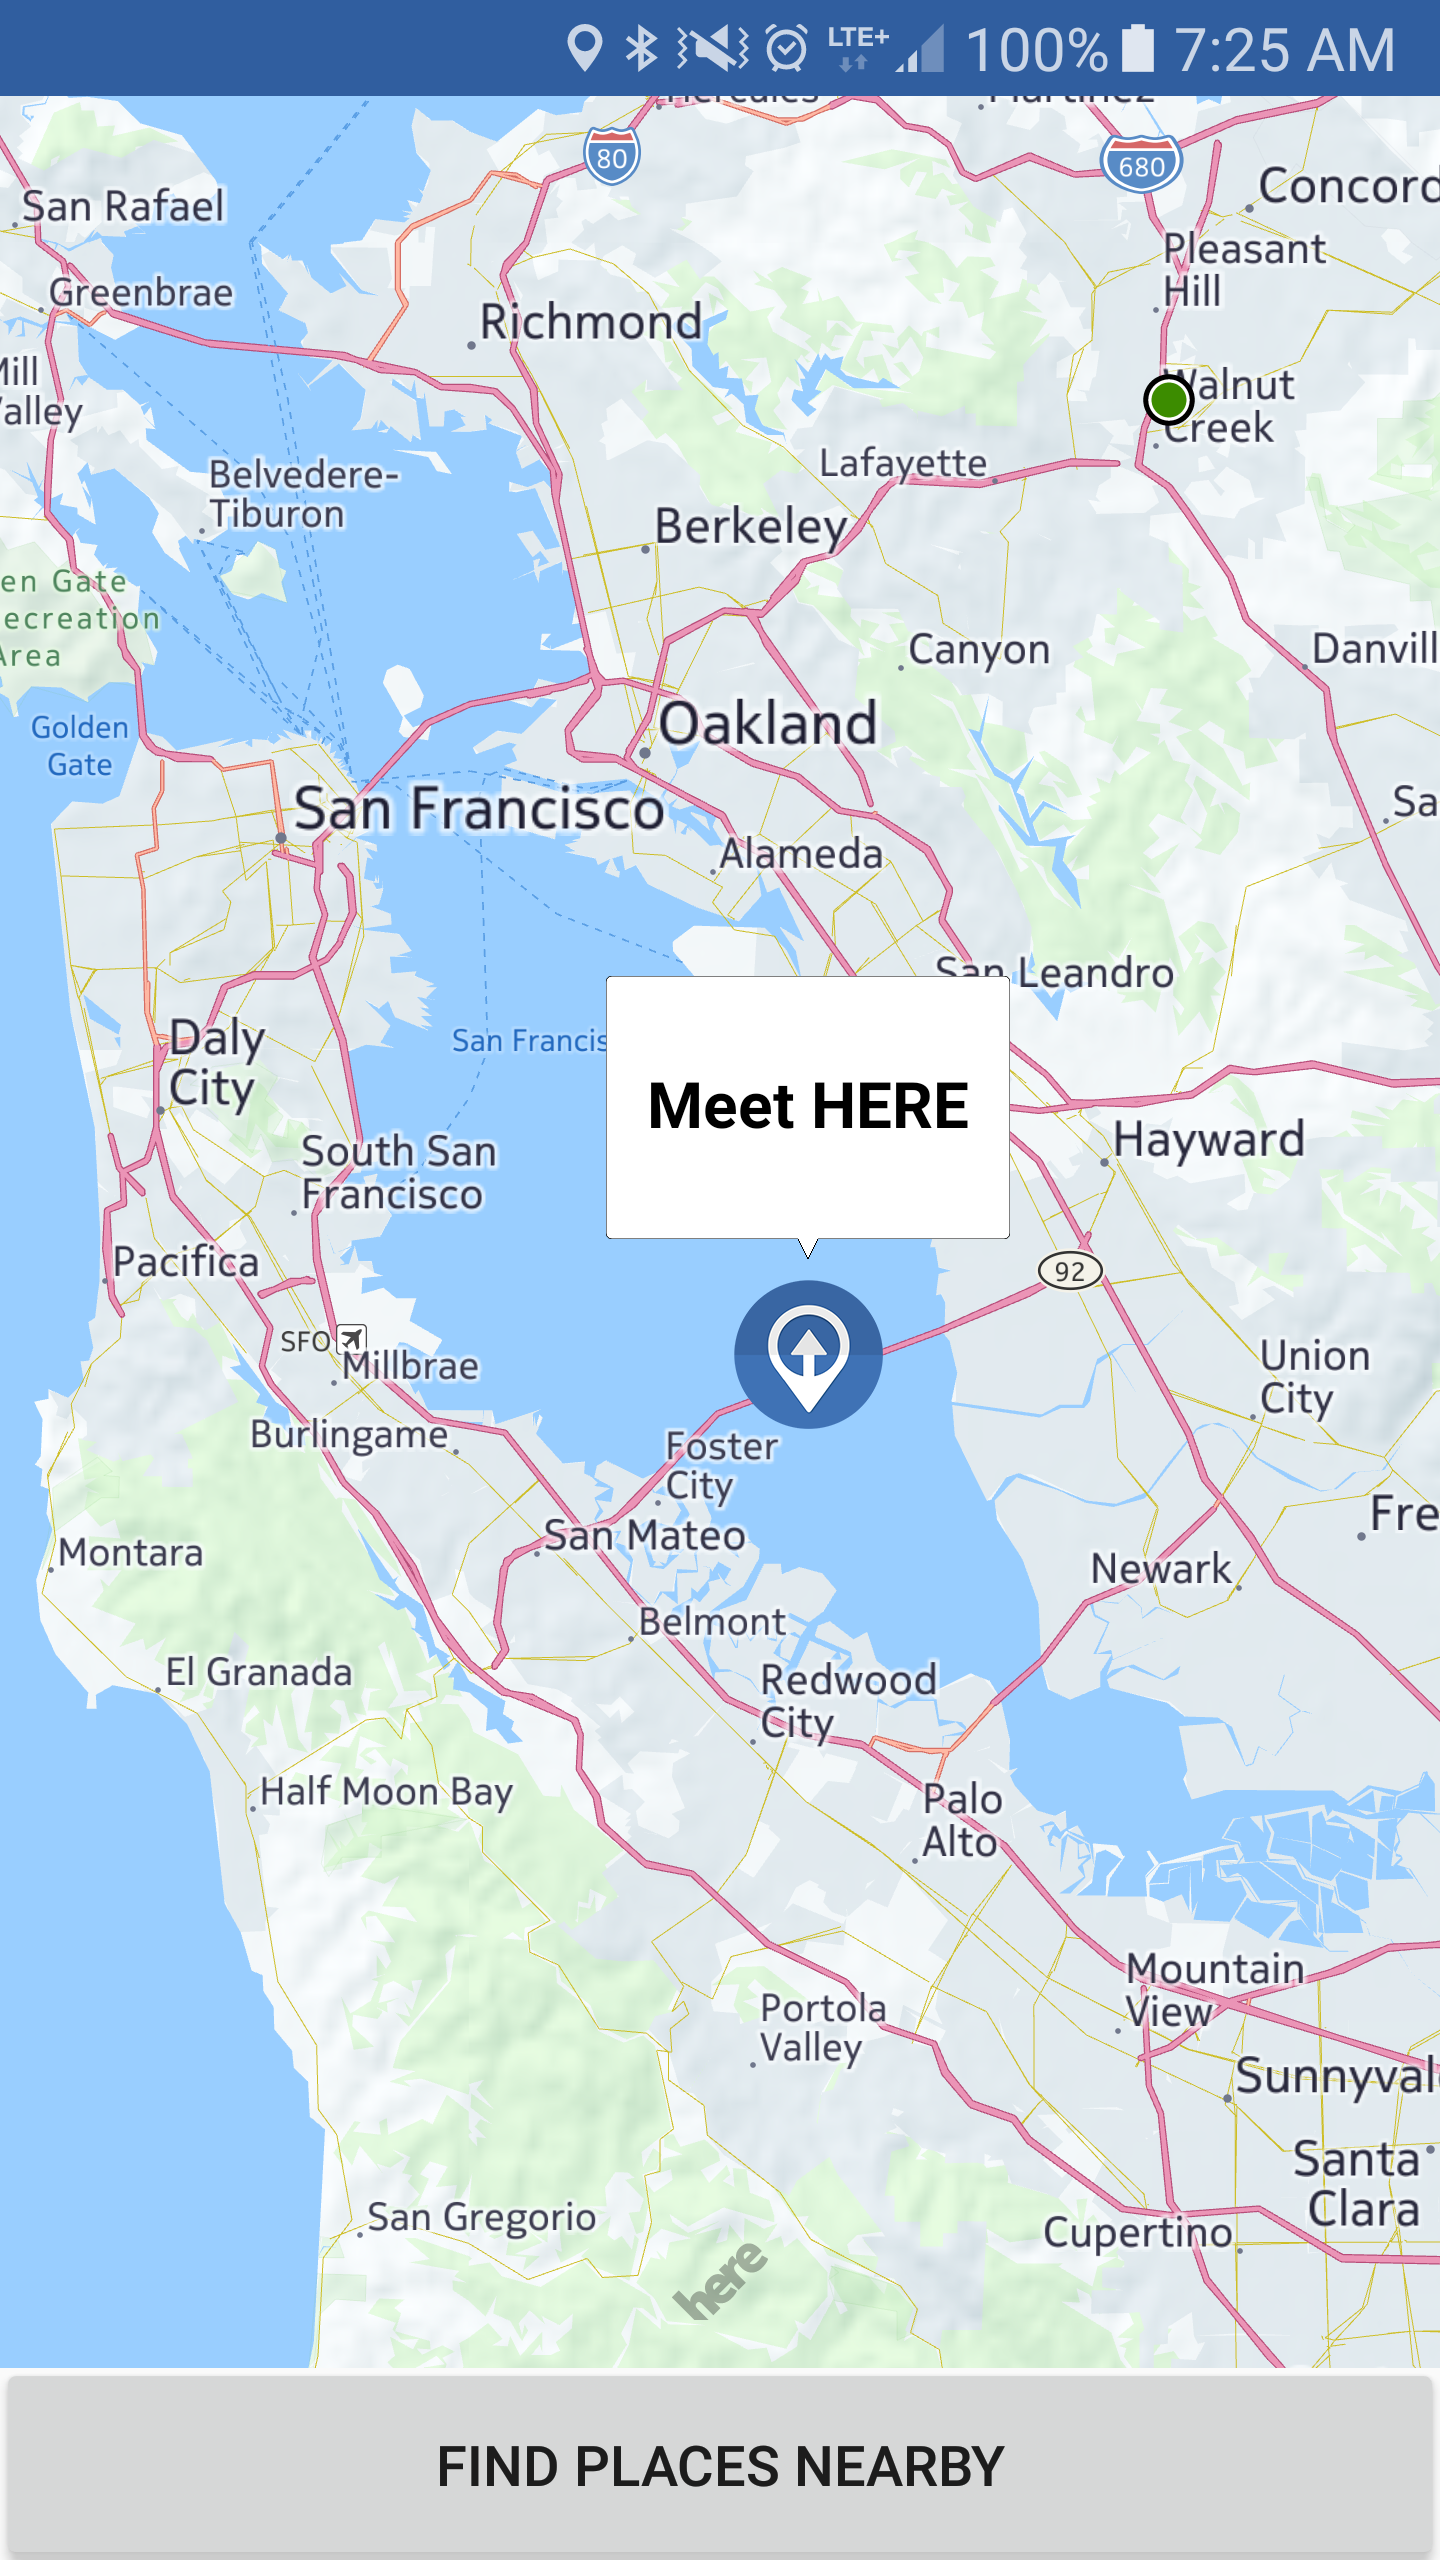 LTE+ 100% 7:25 AM
Hercules
Martinez
80
680
San Rafael
Concord
Pleasant
Hill
Greenbrae
Richmond
Mill
Valley
Walnut
Creek
Lafayette
Belvedere-
Tiburon
Berkeley
en Gate
ecreation
Area
Canyon
Danvill
Golden
Gate
Oakland
San Francisco
Sa
Alameda
San Leandro
Daly
City
San Francis
Meet HERE
South San
Francisco
Hayward
Pacifica
92
SFO
Millbrae
Union
City
Burlingame
Foster
City
Fre
San Mateo
Montara
Newark
Belmont
El Granada
Redwood
City
Half Moon Bay
Palo
Alto
Mountain
View
Portola
Valley
Sunnyval
Santa
Clara
San Gregorio
Cupertino
here
FIND PLACES NEARBY